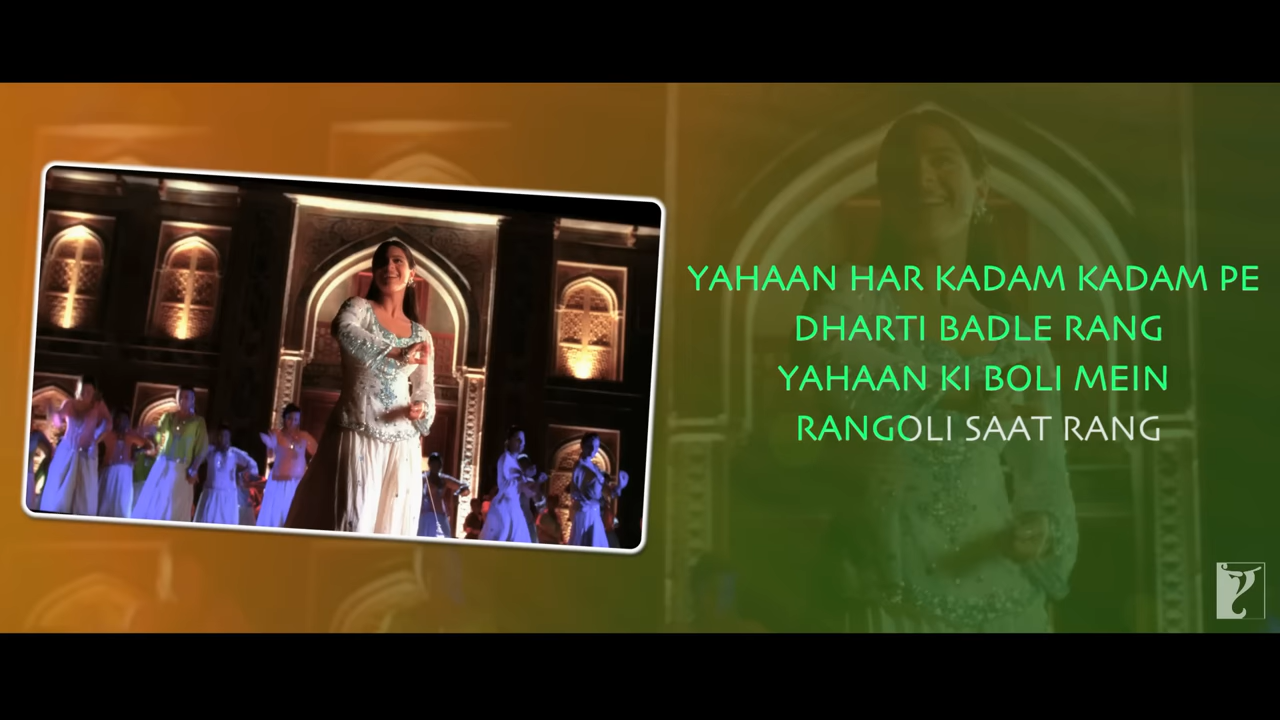 YAHAAN HAR KADAM KADAM PE
DHARTI BADLE RANG
YAHAAN KI BOLI MEIN
RANGOLI SAAT RANG